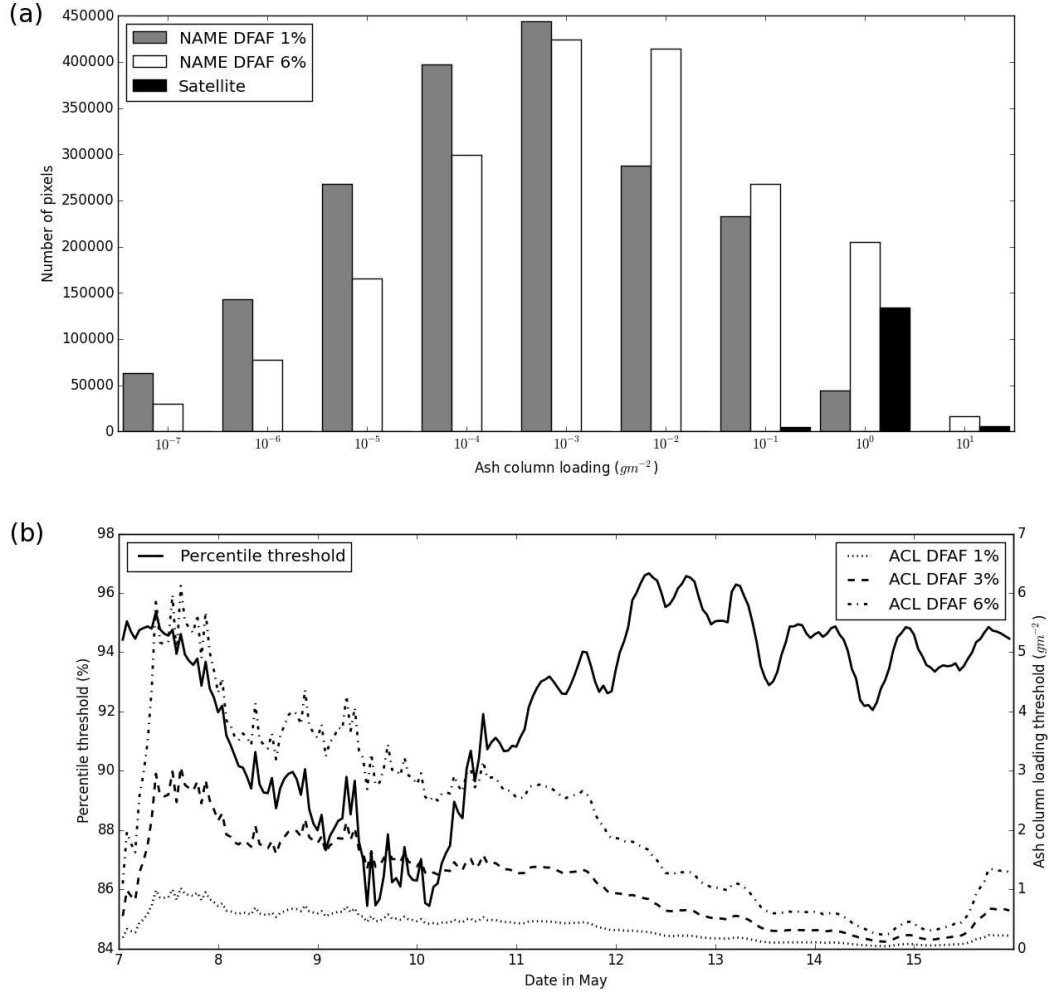 (a)
450000
400000
350000
300000
250000
200000
150000
100000
50000
0
Number of pixels
NAME DFAF 1%
NAME DFAF 6%
Satellite
10⁻⁷ 10⁻⁶ 10⁻⁵ 10⁻⁴ 10⁻³ 10⁻² 10⁻¹ 10⁰ 10¹
Ash column loading (gm⁻²)
(b)
98
96
94
92
90
88
86
84
Percentile threshold (%)
Percentile threshold
ACL DFAF 1%
ACL DFAF 3%
ACL DFAF 6%
7
6
5
4
3
2
1
0
Ash column loading threshold (gm⁻²)
7 8 9 10 11 12 13 14 15
Date in May